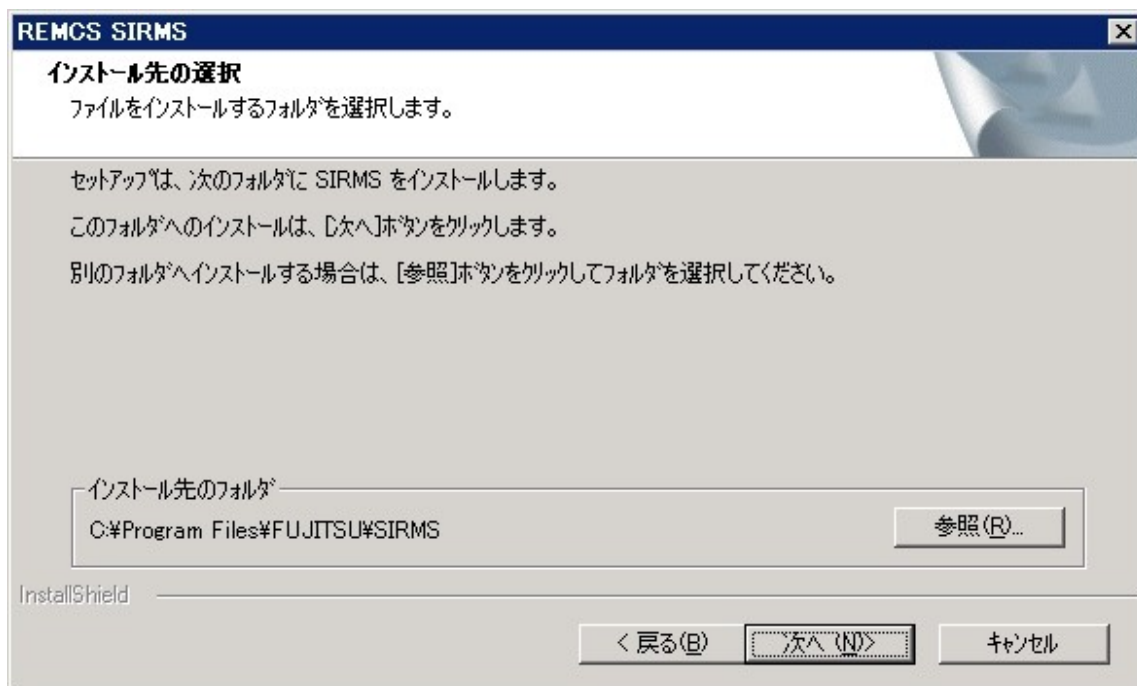 REMCS SIRMS
インストール先の選択
ファイルをインストールするフォルダを選択します。
セットアップは、次のフォルダに SIRMS をインストールします。
このフォルダへのインストールは、[次へ]ボタンをクリックします。
別のフォルダへインストールする場合は、[参照]ボタンをクリックしてフォルダを選択してください。
インストール先のフォルダ
C:¥Program Files¥FUJITSU¥SIRMS
参照(R)...
InstallShield
< 戻る(B)
次へ (N)>
キャンセル